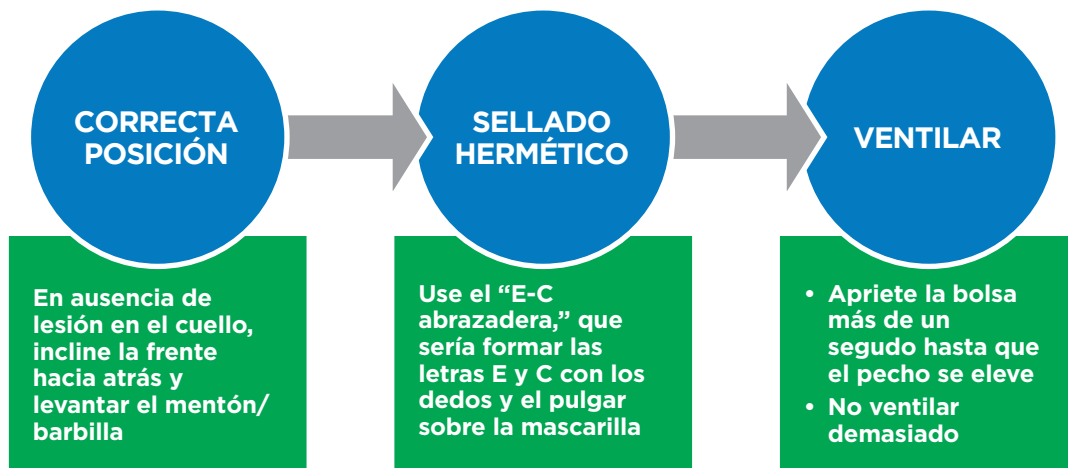 CORRECTA
POSICIÓN
En ausencia de
lesión en el cuello,
incline la frente
hacia atrás y
levantar el mentón/
barbilla
SELLADO
HERMÉTICO
Use el “E-C
abrazadera,” que
sería formar las
letras E y C con los
dedos y el pulgar
sobre la mascarilla
VENTILAR
• Apriete la bolsa
más de un
segudo hasta que
el pecho se eleve
• No ventilar
demasiado